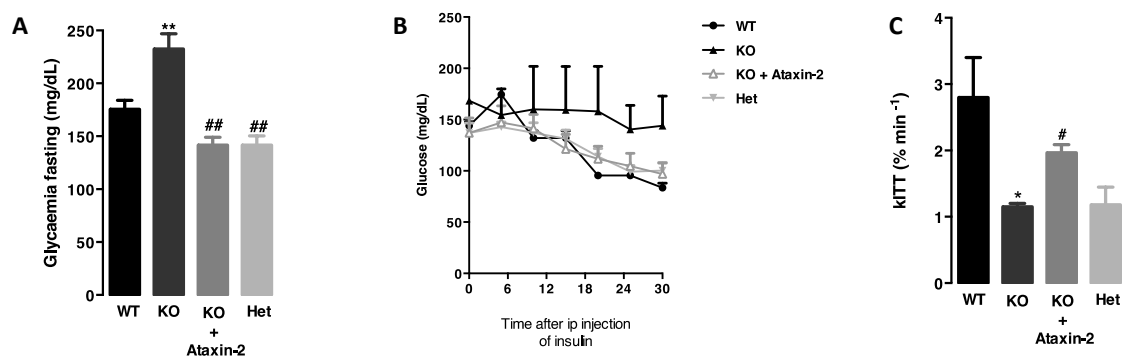 A
Glycaemia fasting (mg/dL)
250
200
150
100
50
0
**
##
##
WT
KO
KO
+
Ataxin-2
Het
B
Glucose (mg/dL)
250
200
150
100
50
0
0
6
12
18
24
30
Time after ip injection
of insulin
WT
KO
KO + Ataxin-2
Het
C
kITT (% min -1)
4
3
2
1
0
*
#
WT
KO
KO
+
Ataxin-2
Het